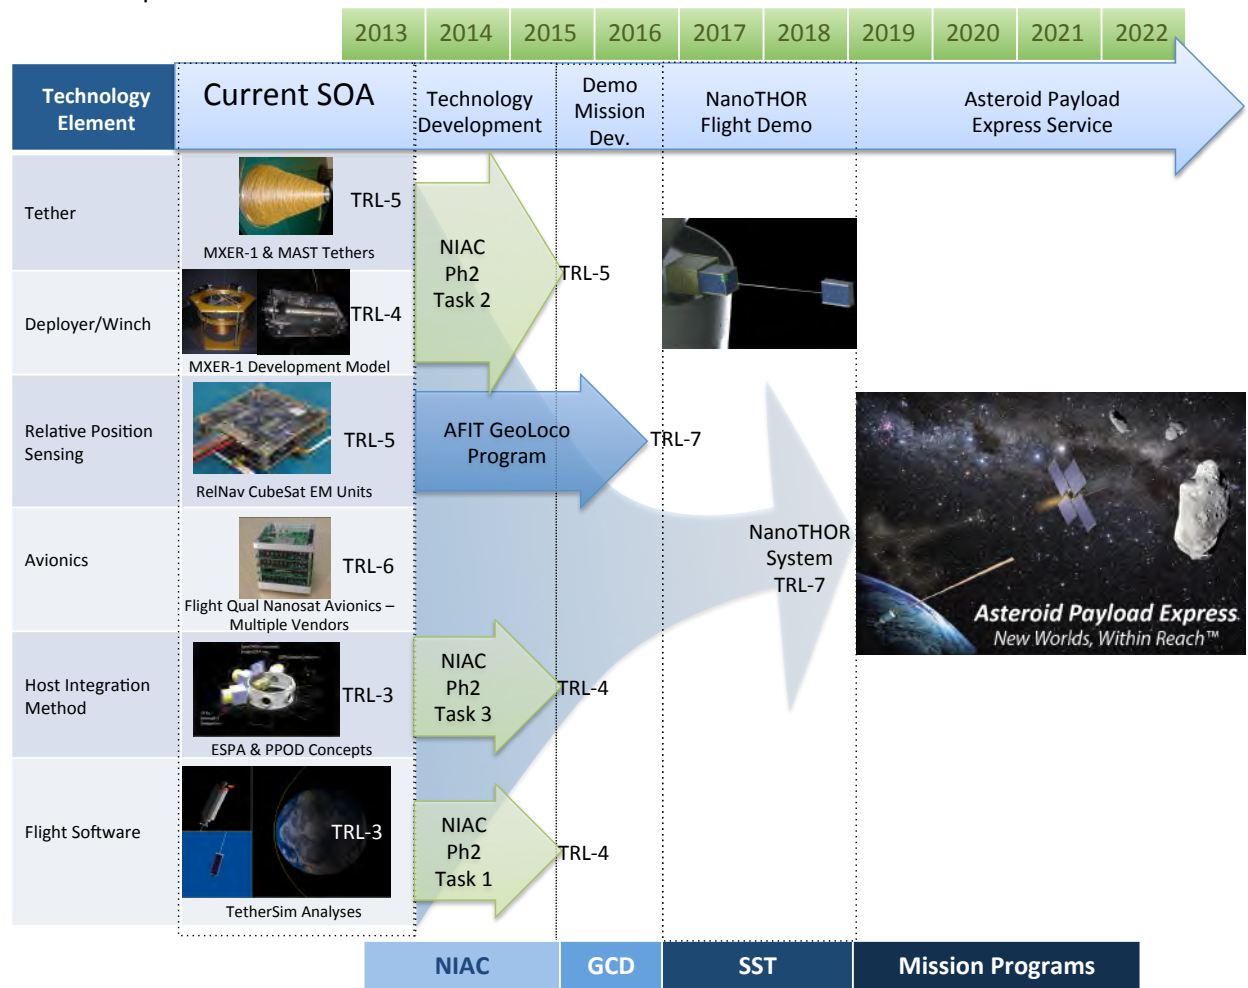 2013 2014 2015 2016 2017 2018 2019 2020 2021 2022
Technology
Element
Current SOA
Technology
Development
Demo
Mission
Dev.
NanoTHOR
Flight Demo
Asteroid Payload
Express Service
Tether
TRL-5
MXER-1 & MAST Tethers
NIAC
Ph2
Task 2
TRL-5
Deployer/Winch
TRL-4
MXER-1 Development Model
Relative Position
Sensing
TRL-5
RelNav CubeSat EM Units
AFIT GeoLoco
Program
TRL-7
Avionics
TRL-6
Flight Qual Nanosat Avionics –
Multiple Vendors
NanoTHOR
System
TRL-7
Asteroid Payload Express
New Worlds, Within Reach™
Host Integration
Method
TRL-3
ESPA & PPOD Concepts
NIAC
Ph2
Task 3
TRL-4
Flight Software
TRL-3
TetherSim Analyses
NIAC
Ph2
Task 1
TRL-4
NIAC GCD SST Mission Programs